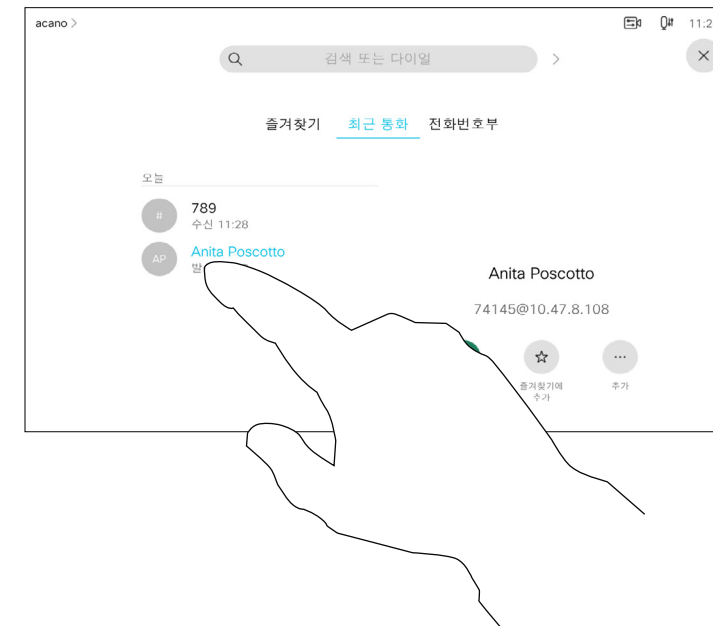 acano >
11:2
검색 또는 다이얼
즐겨찾기 최근 통화 전화번호부
오늘
#
789
수신 11:28
AP
Anita Poscotto
Anita Poscotto
74145@10.47.8.108
즐겨찾기에
추가
추가